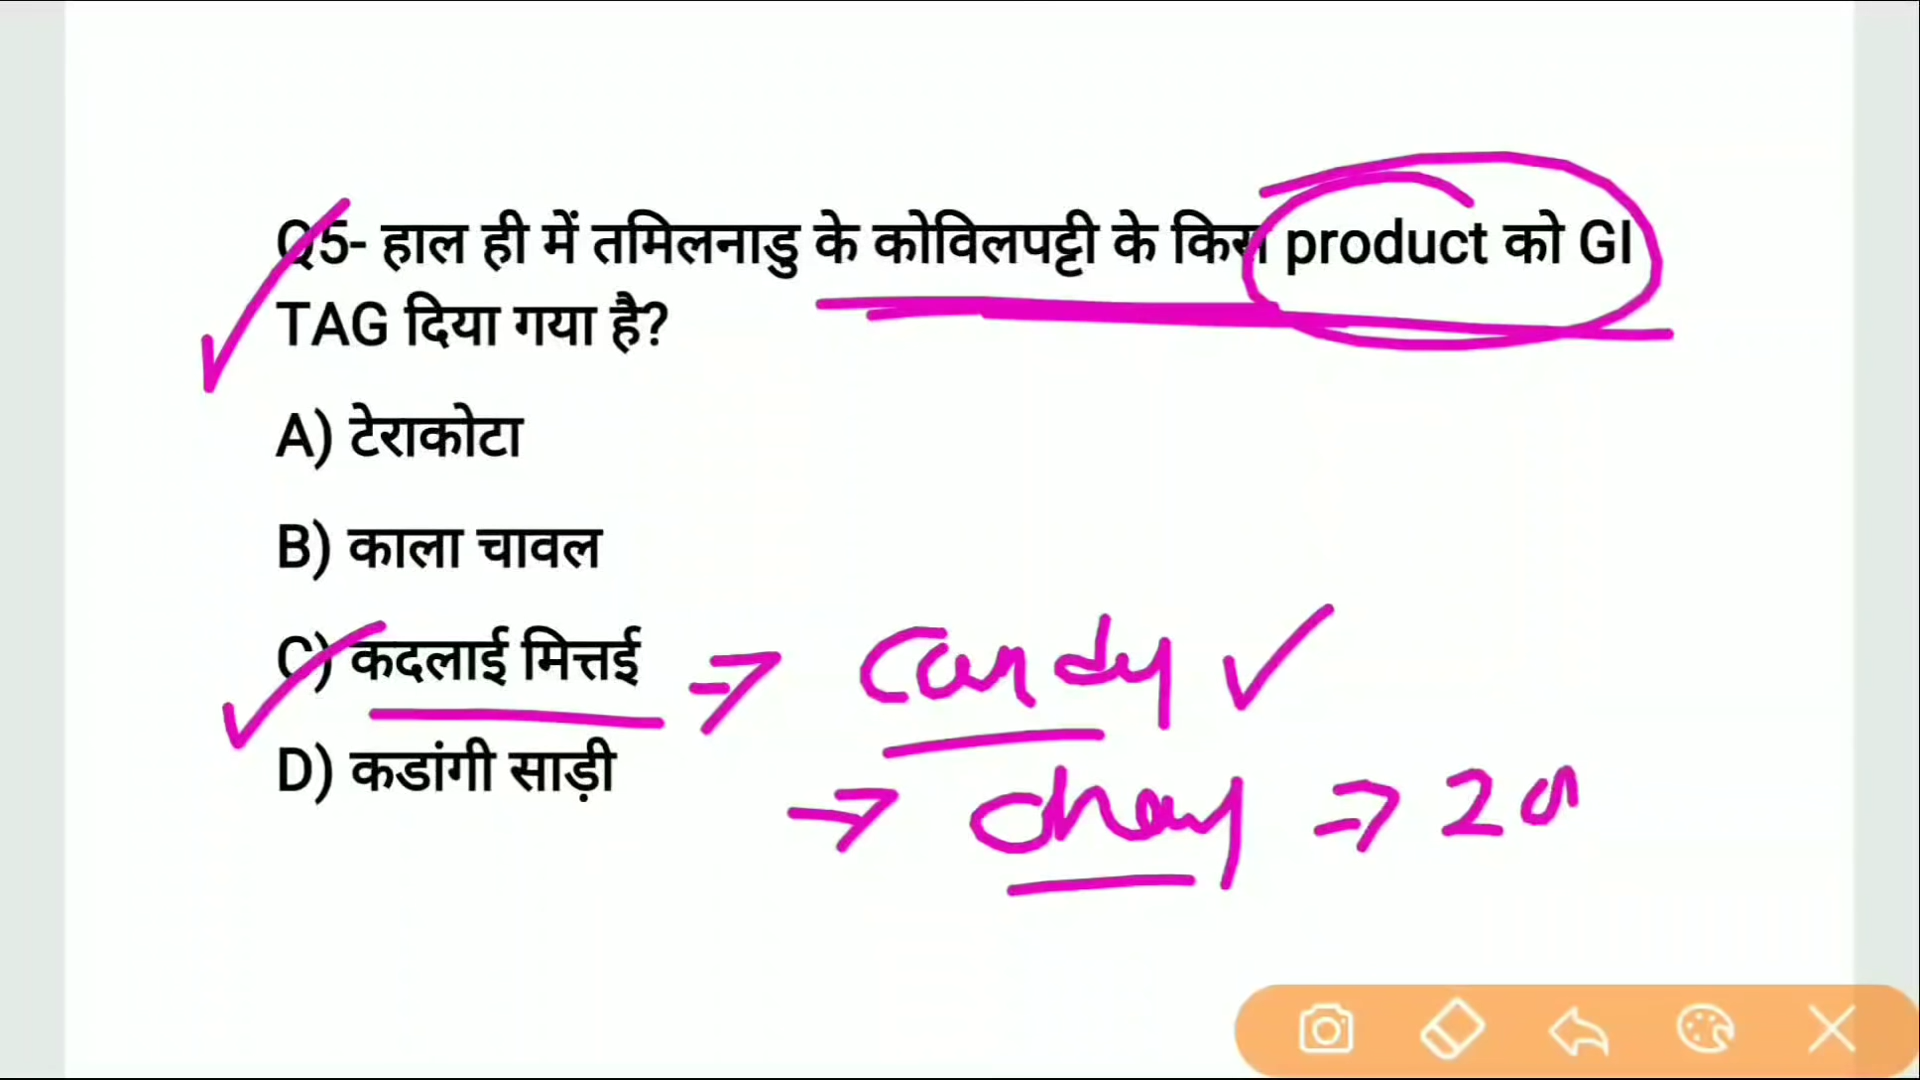 Q5- हाल ही में तमिलनाडु के कोविलपट्टी के किस product को GI
TAG दिया गया है?
A) टेराकोटा
B) काला चावल
C) कदलाई मित्तई => Candy
D) कडांगी साड़ी